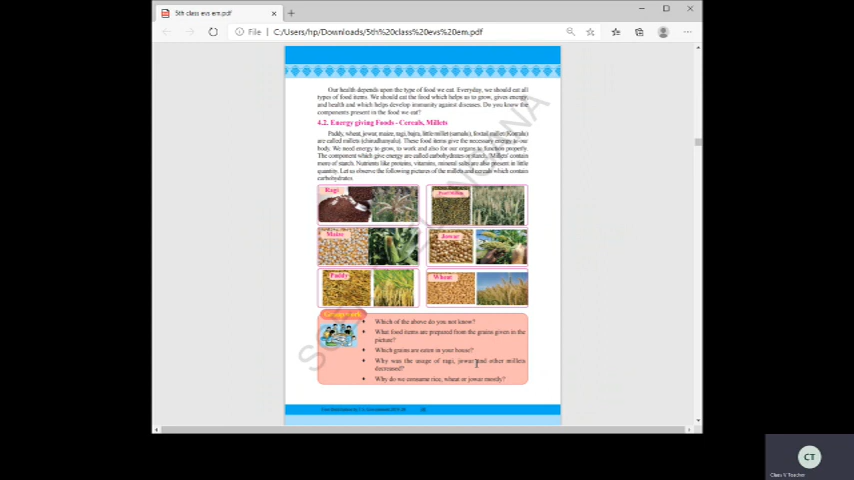 5th class evs em.pdf
File
C:/Users/hp/Downloads/5th%20class%20evs%20em.pdf
Our health depends upon the type of food we eat. Everyday, we should eat all
types of food items. We should eat the food which helps us to grow, gives energy,
and health and which helps develop immunity against diseases. Do you know the
components present in the food we eat?
4.2. Energy giving Foods - Cereals, Millets
Paddy, wheat, jowar, maize, ragi, bajra, little millet (samalu), foxtail millet (Korralu)
are called millets (chirudhanyalu). These food items give the necessary energy to our
body. We need energy to grow, to work and also for our organs to function properly.
The component which give energy are called carbohydrates or starch. Millets contain
more of starch. Nutrients like proteins, vitamins, mineral salts are also present in little
quantity. Let us observe the following pictures of the millets and cereals which contain
carbohydrates
Ragi
Maize
Jowar
Paddy
Wheat
Group work
Which of the above do you not know?
What food items are prepared from the grains given in the
picture?
Which grains are eaten in your house?
Why was the usage of ragi, jowar and other millets
decreased?
Why do we consume rice, wheat or jowar mostly?
CT
Class V Teacher